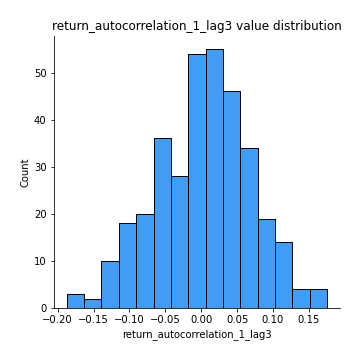 return_autocorrelation_1_lag3 value distribution
50
40
30
20
10
0
Count
−0.20 −0.15 −0.10 −0.05 0.00 0.05 0.10 0.15
return_autocorrelation_1_lag3